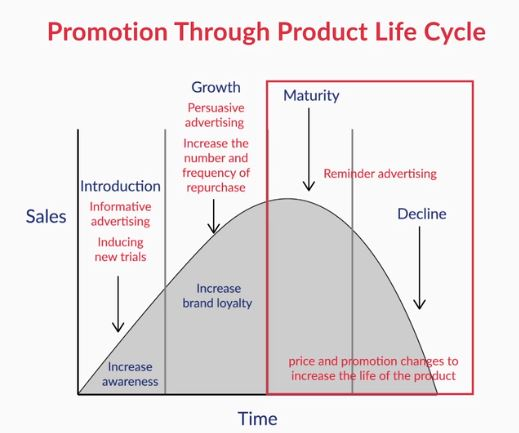 Promotion Through Product Life Cycle
Growth
Persuasive
advertising
Increase the
number and
frequency of
repurchase
Maturity
Reminder advertising
Introduction
Informative
advertising
Inducing
new trials
Sales
Decline
Increase
brand loyalty
Increase
awareness
price and promotion changes to
increase the life of the product
Time